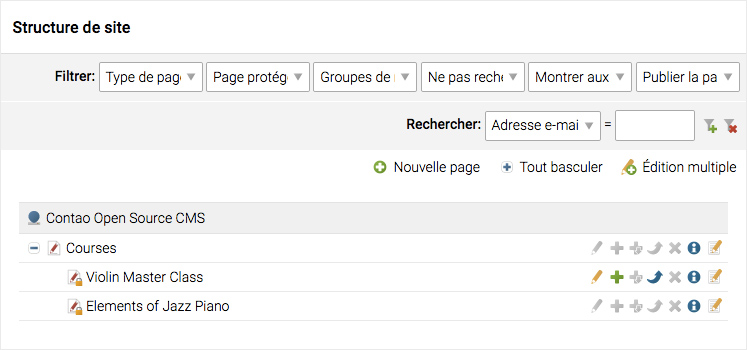 Structure de site
Filtrer: Type de page Page protég Groupes de Ne pas reche Montrer aux Publier la pa
Rechercher: Adresse e-mai =
Nouvelle page Tout basculer Édition multiple
Contao Open Source CMS
Courses
Violin Master Class
Elements of Jazz Piano